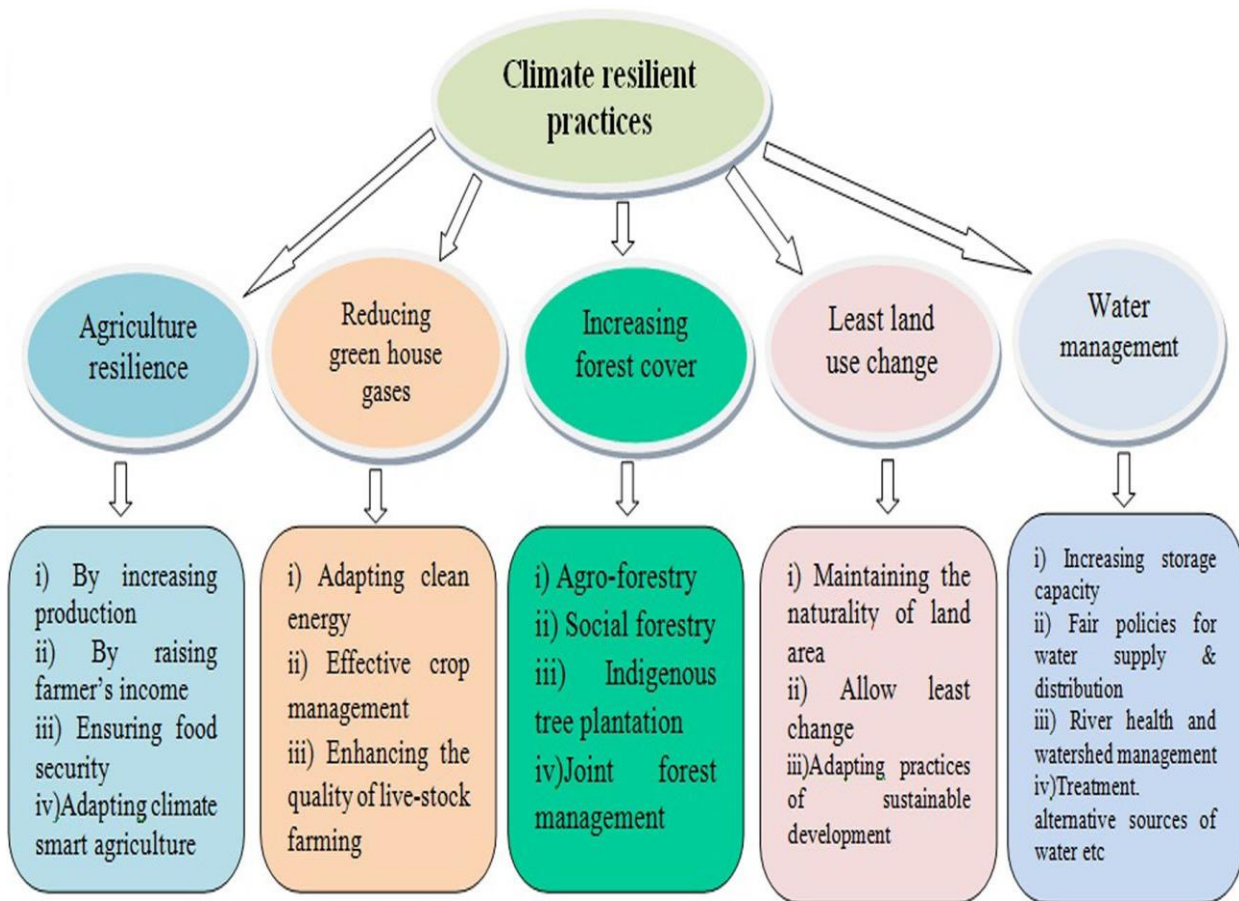 Climate resilient
practices
Agriculture
resilience
Reducing
green house
gases
Increasing
forest cover
Least land
use change
Water
management
i) By increasing
production
ii) By raising
farmer's income
iii) Ensuring food
security
iv)Adapting climate
smart agriculture
i) Adapting clean
energy
ii) Effective crop
management
iii) Enhancing the
quality of live-stock
farming
i) Agro-forestry
ii) Social forestry
iii) Indigenous
tree plantation
iv)Joint forest
management
i) Maintaining the
naturality of land
area
ii) Allow least
change
iii)Adapting practices
of sustainable
development
i) Increasing storage
capacity
ii) Fair policies for
water supply &
distribution
iii) River health and
watershed management
iv)Treatment.
alternative sources of
water etc